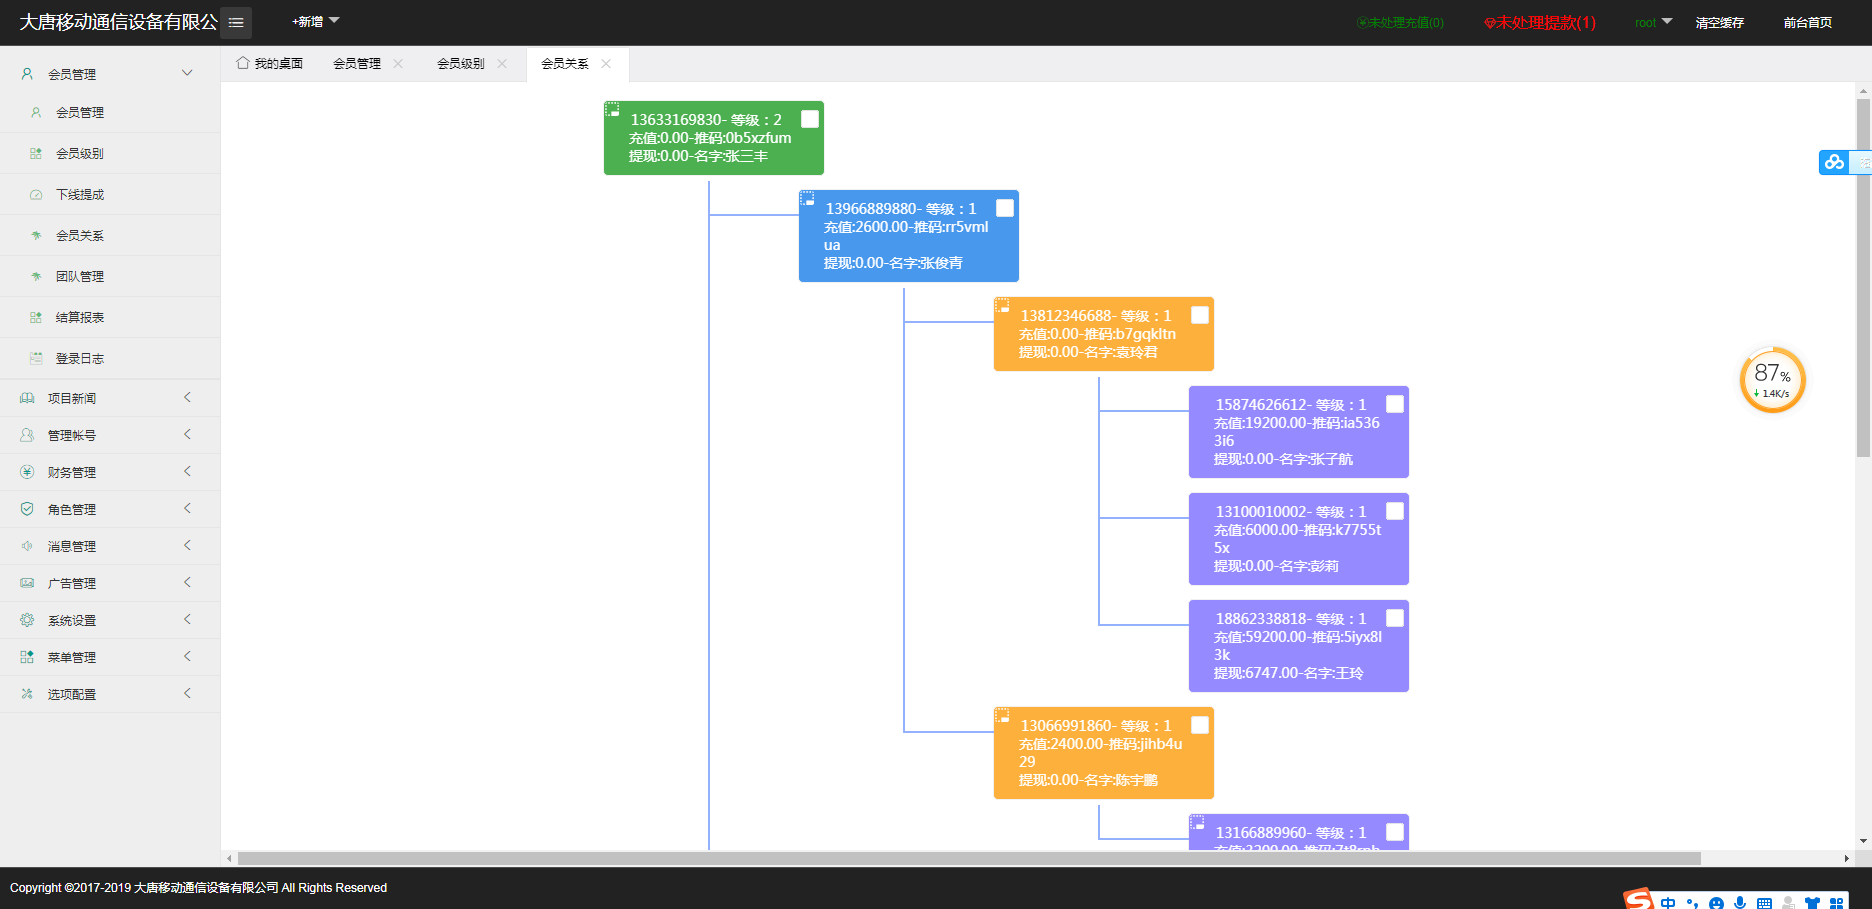 大唐移动通信设备有限公
+新增
未处理充值(0)
未处理提款(1)
root
清空缓存
前台首页
会员管理
会员管理
会员级别
下线提成
会员关系
团队管理
结算报表
登录日志
项目新闻
管理帐号
财务管理
角色管理
消息管理
广告管理
系统设置
菜单管理
选项配置
我的桌面
会员管理
会员级别
会员关系
13633169830- 等级：2
充值:0.00-推码:0b5xzfum
提现:0.00-名字:张三丰
13966889880- 等级：1
充值:2600.00-推码:rr5vml
ua
提现:0.00-名字:张俊青
13812346688- 等级：1
充值:0.00-推码:b7gqkltn
提现:0.00-名字:袁玲君
15874626612- 等级：1
充值:19200.00-推码:ia536
3i6
提现:0.00-名字:张子航
13100010002- 等级：1
充值:6000.00-推码:k7755t
5x
提现:0.00-名字:彭莉
18862338818- 等级：1
充值:59200.00-推码:5iyx8l
3k
提现:6747.00-名字:王玲
13066991860- 等级：1
充值:2400.00-推码:jihb4u
29
提现:0.00-名字:陈宇鹏
13166889960- 等级：1
87%
1.4K/s
Copyright ©2017-2019 大唐移动通信设备有限公司 All Rights Reserved
中